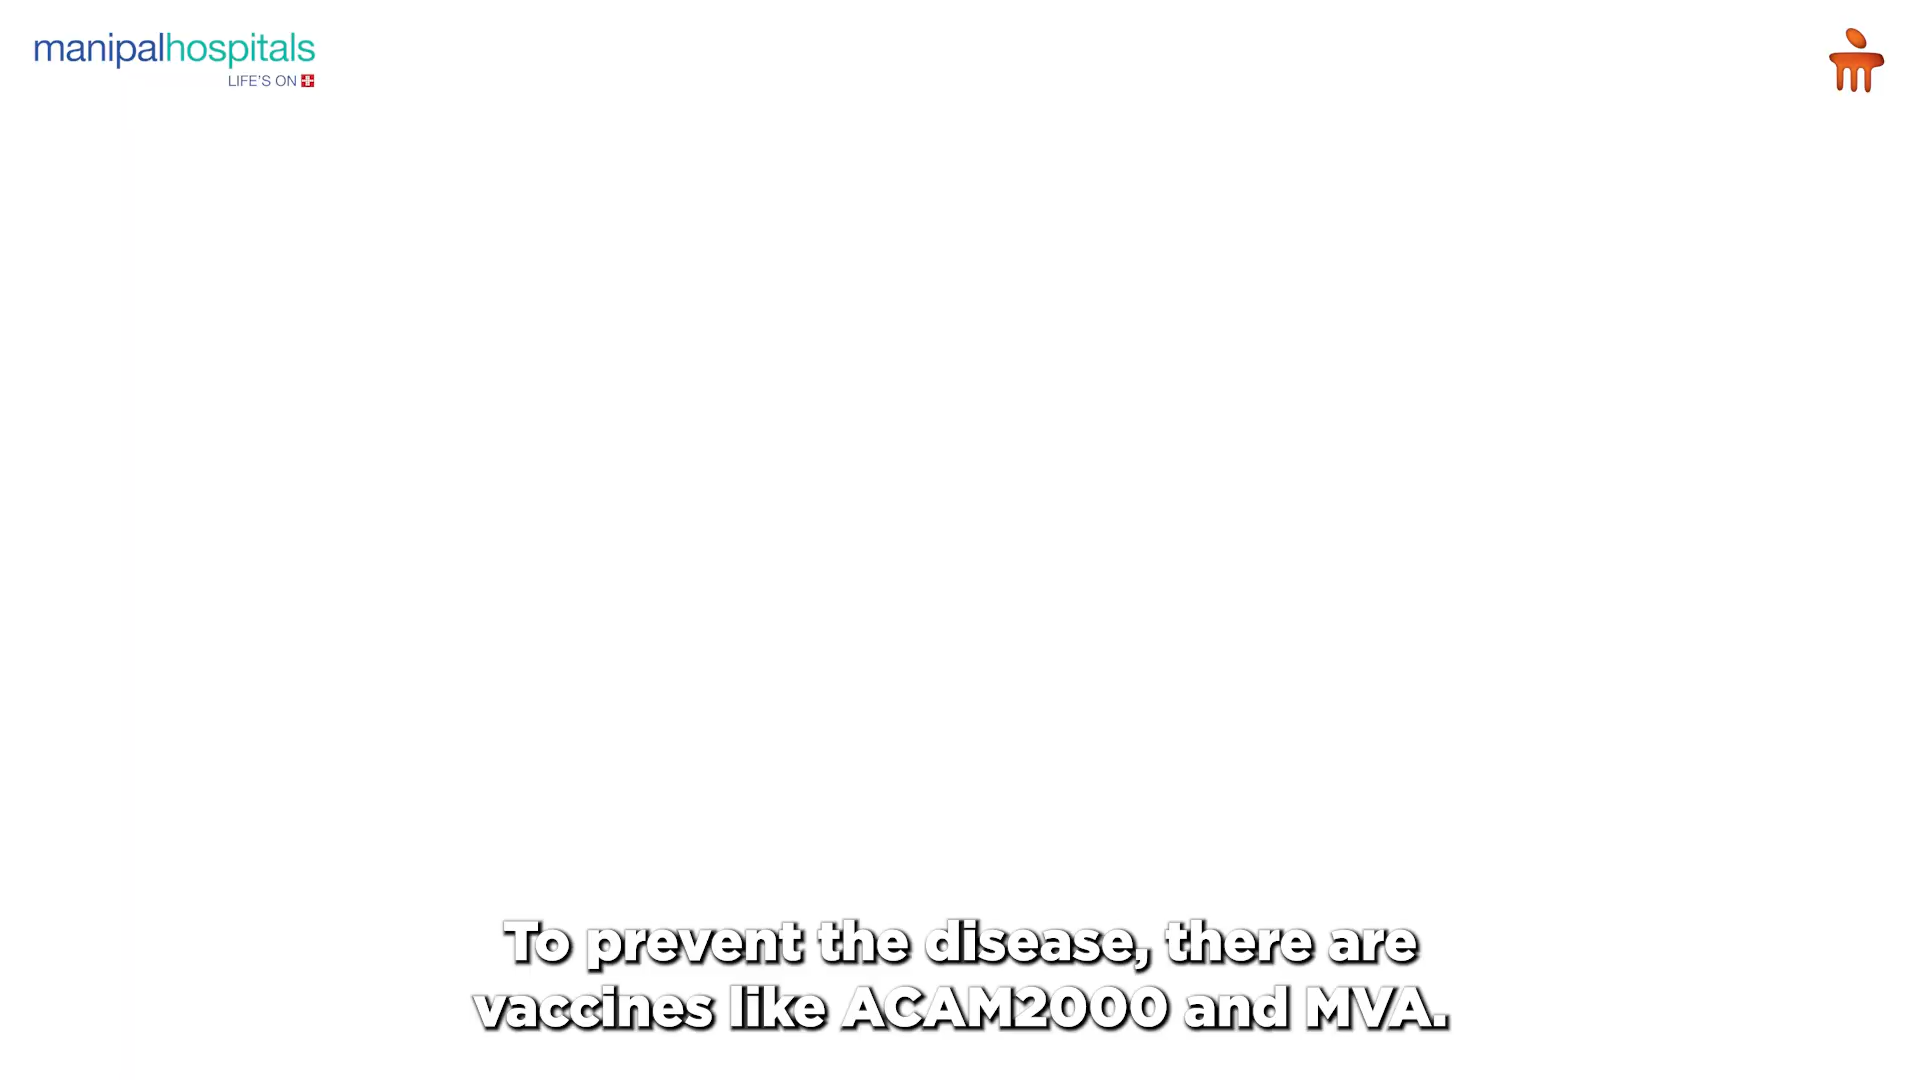 manipalhospitals
LIFE'S ON
To prevent the disease, there are
vaccines like ACAM2000 and MVA.